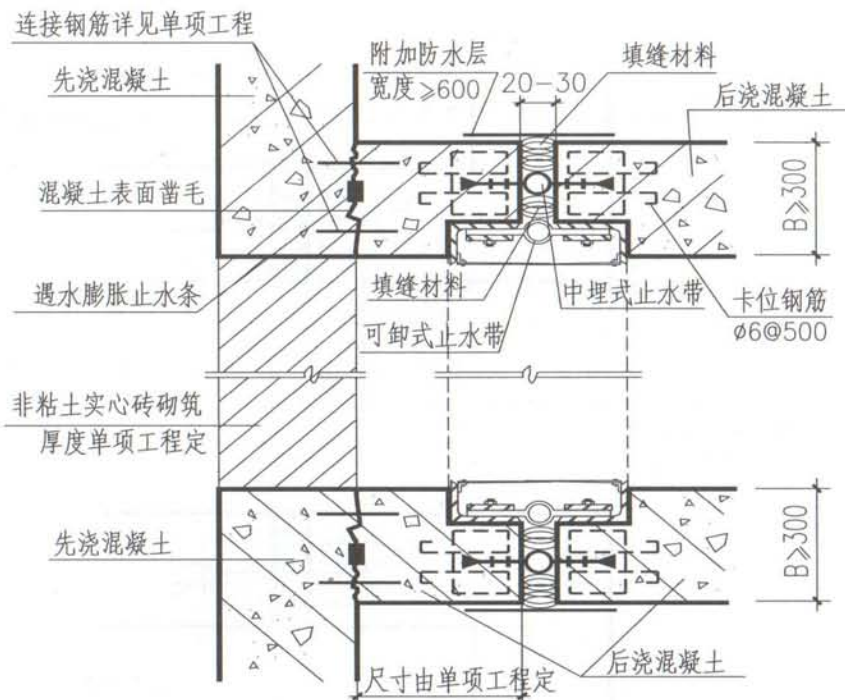 连接钢筋详见单项工程
先浇混凝土
附加防水层
宽度≥600
20-30
填缝材料
后浇混凝土
混凝土表面凿毛
B≥300
遇水膨胀止水条
填缝材料
中埋式止水带
可卸式止水带
卡位钢筋
ø6@500
非粘土实心砖砌筑
厚度单项工程定
先浇混凝土
B≥300
尺寸由单项工程定
后浇混凝土